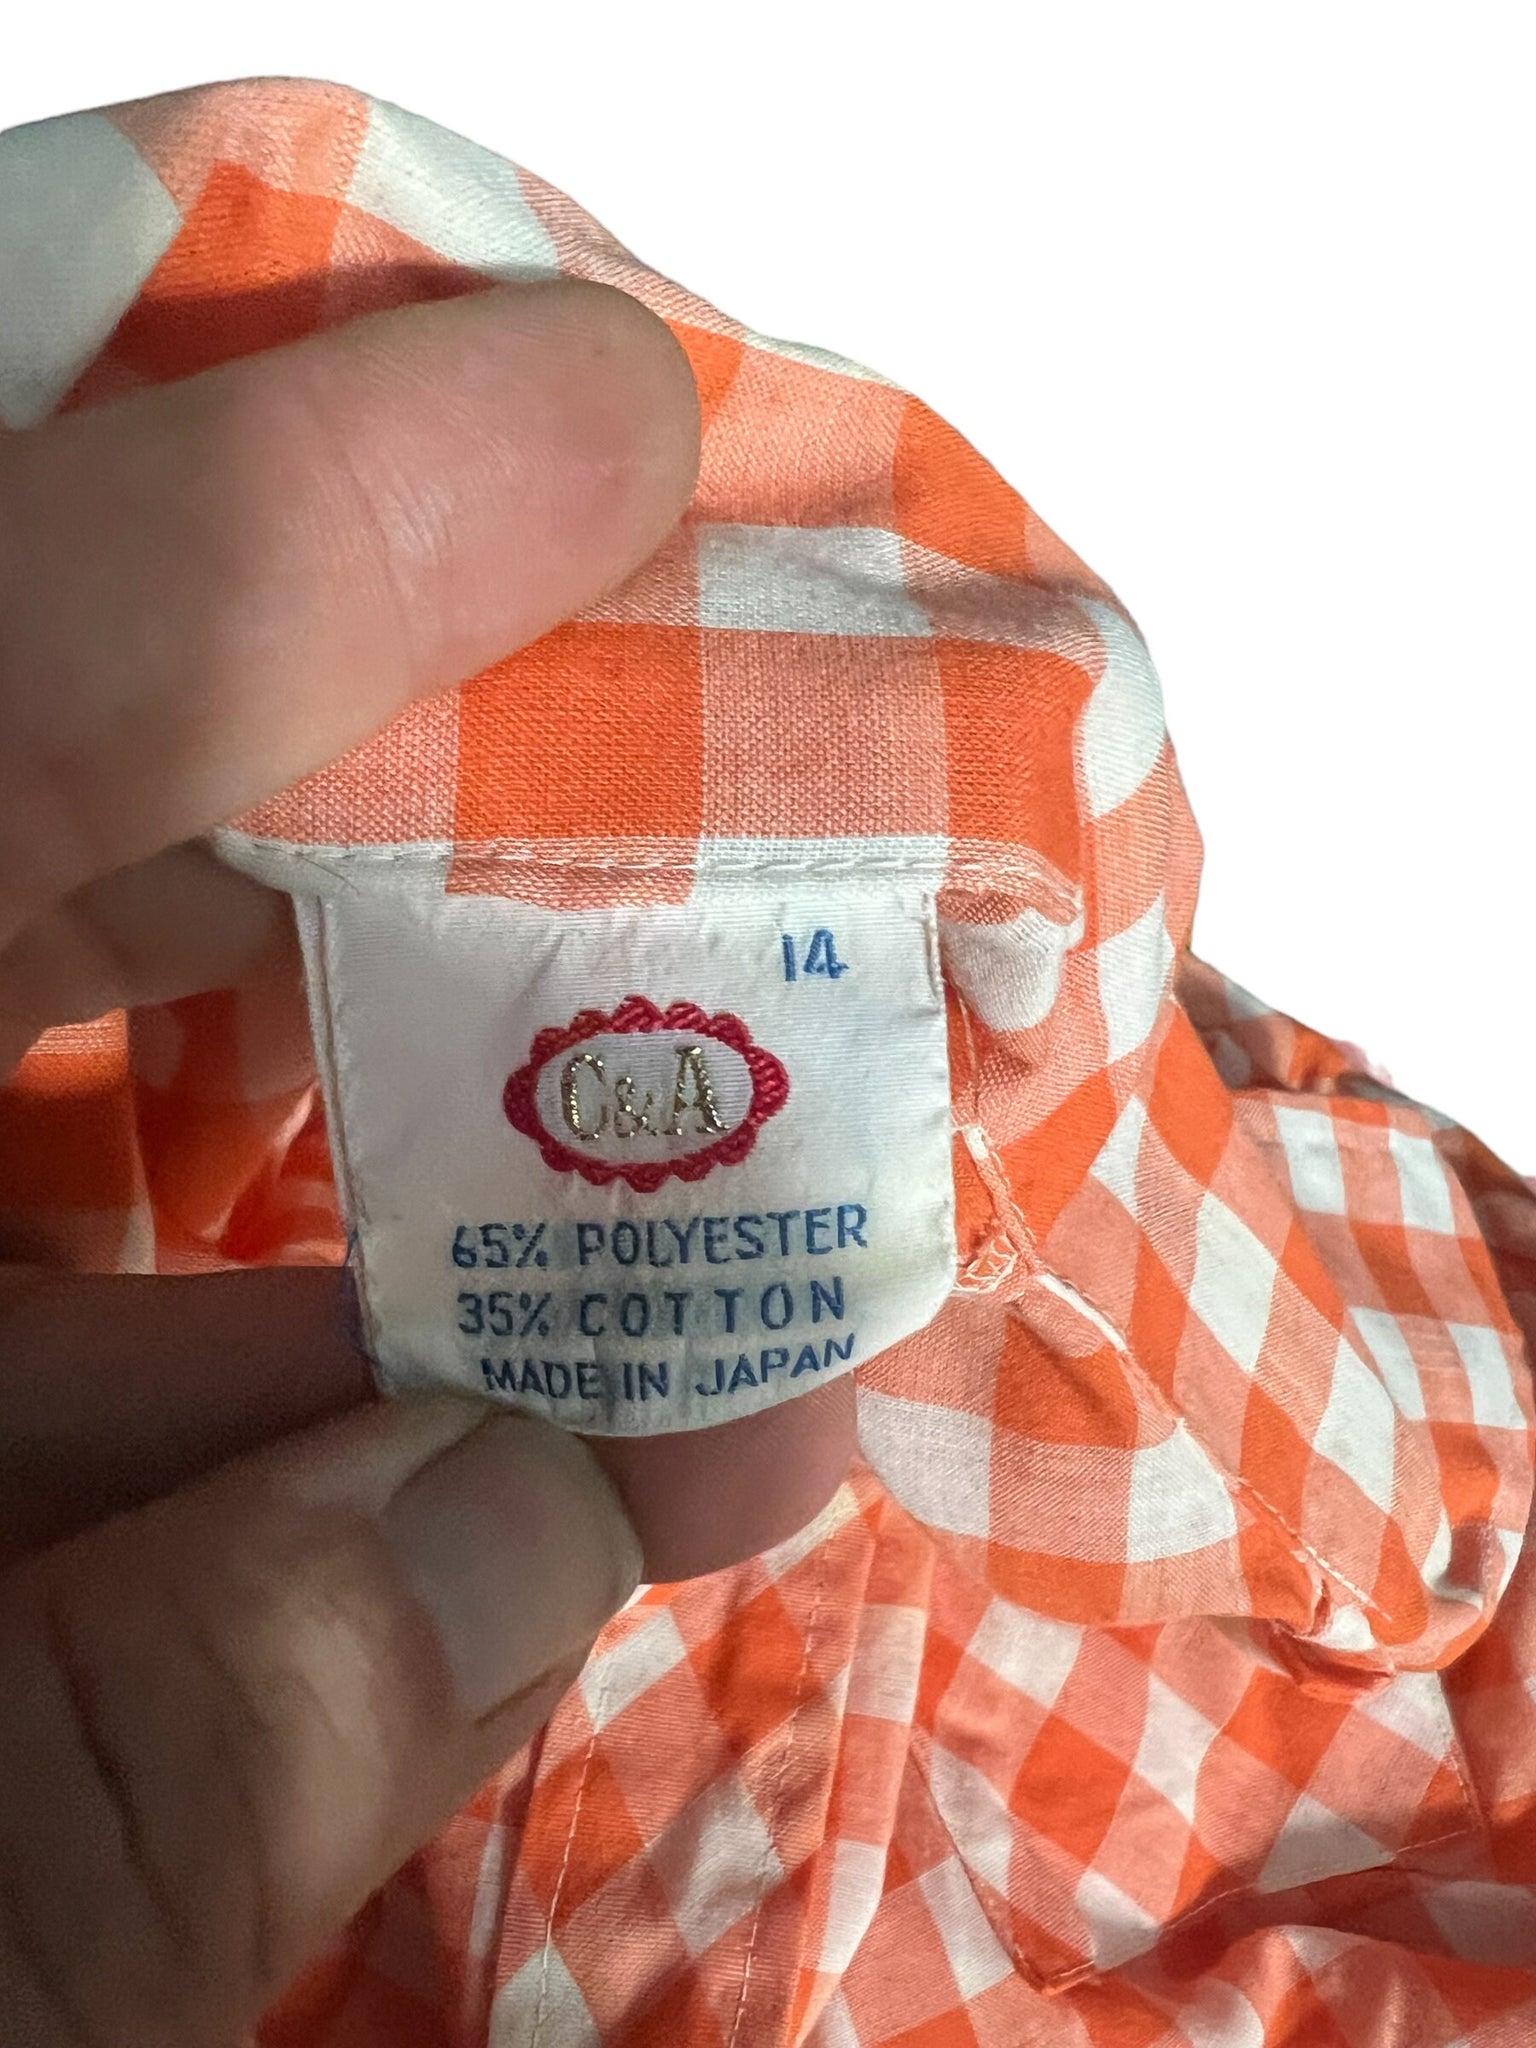 14
C&A
65% POLYESTER
35% COTTON
MADE IN JAPAN